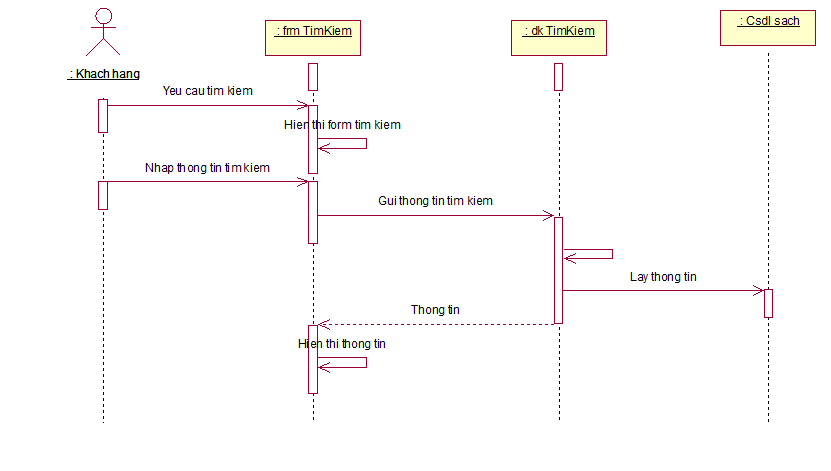 : frm TimKiem
: dk TimKiem
: Csdl sach
: Khach hang
Yeu cau tim kiem
Hien thi form tim kiem
Nhap thong tin tim kiem
Gui thong tin tim kiem
Lay thong tin
Thong tin
Hien thi thong tin